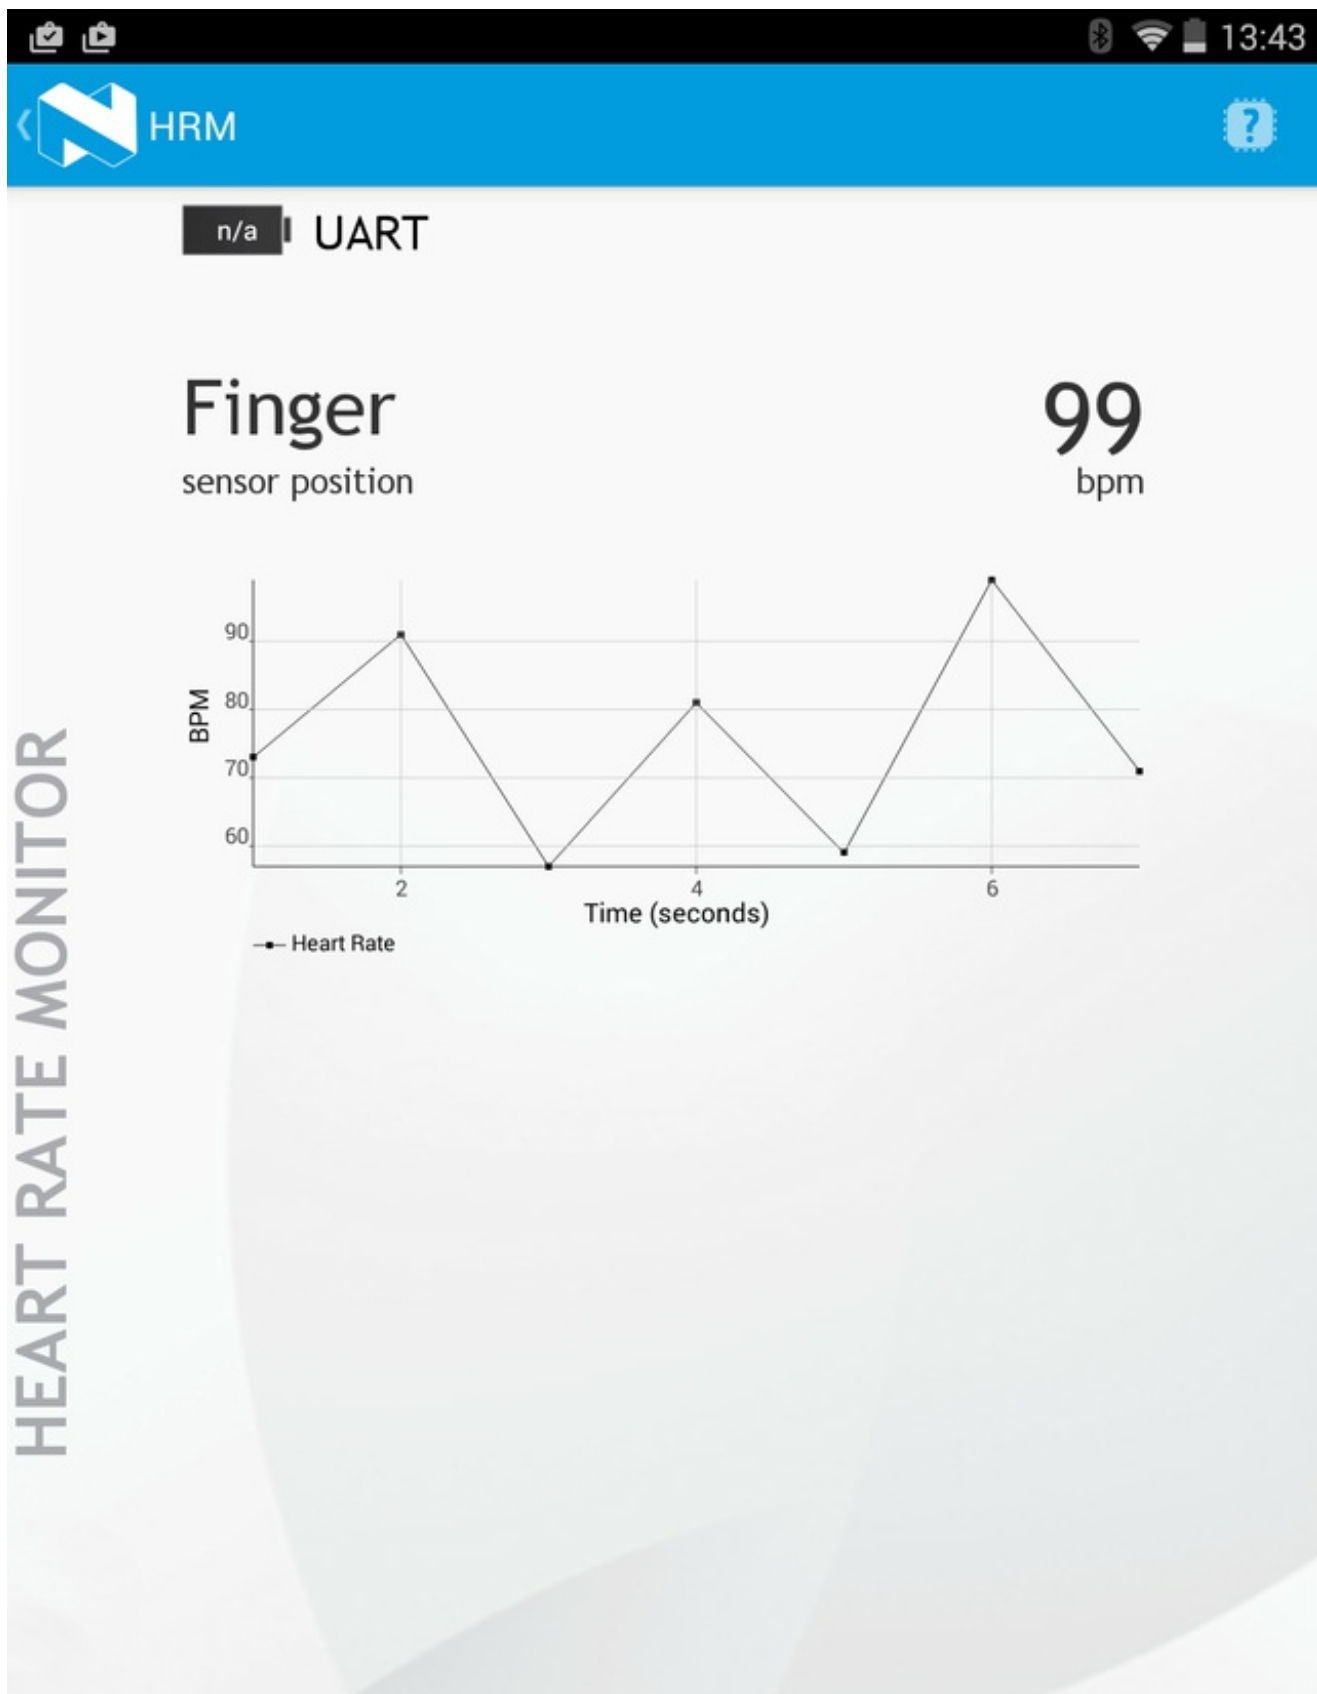 13:43
HRM
n/a UART
Finger 99
sensor position bpm
90
80
70
60
BPM
2 4 6
Time (seconds)
Heart Rate
HEART RATE MONITOR